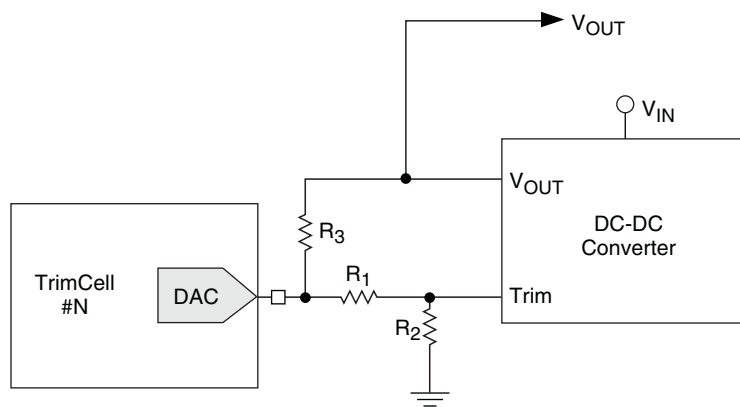 V_OUT
V_IN
V_OUT
R_3
DC-DC
Converter
TrimCell
#N
DAC
R_1
Trim
R_2